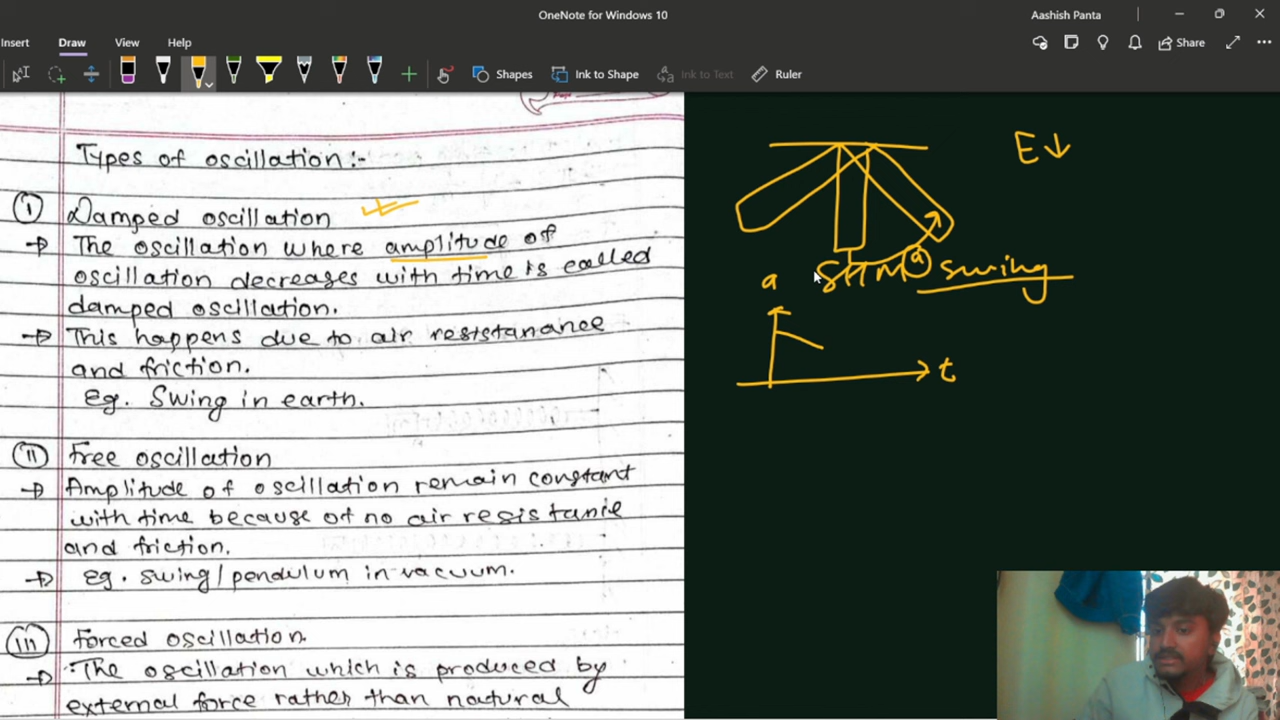 OneNote for Windows 10
Aashish Panta
Insert
Draw
View
Help
Shapes
Ink to Shape
Ink to Text
Ruler
Share
Types of oscillation:-
(i) Damped oscillation
→ The oscillation where amplitude of
oscillation decreases with time is called
damped oscillation.
→ This happens due to air resistanance
and friction.
Eg. Swing in earth.
(ii) Free oscillation
→ Amplitude of oscillation remain constant
with time because of no air resistance
and friction.
→ Eg. swing/pendulum in vacuum.
(iii) Forced oscillation.
→ The oscillation which is produced by
external force rather than natural
E↓
a
SHM swing
a
t